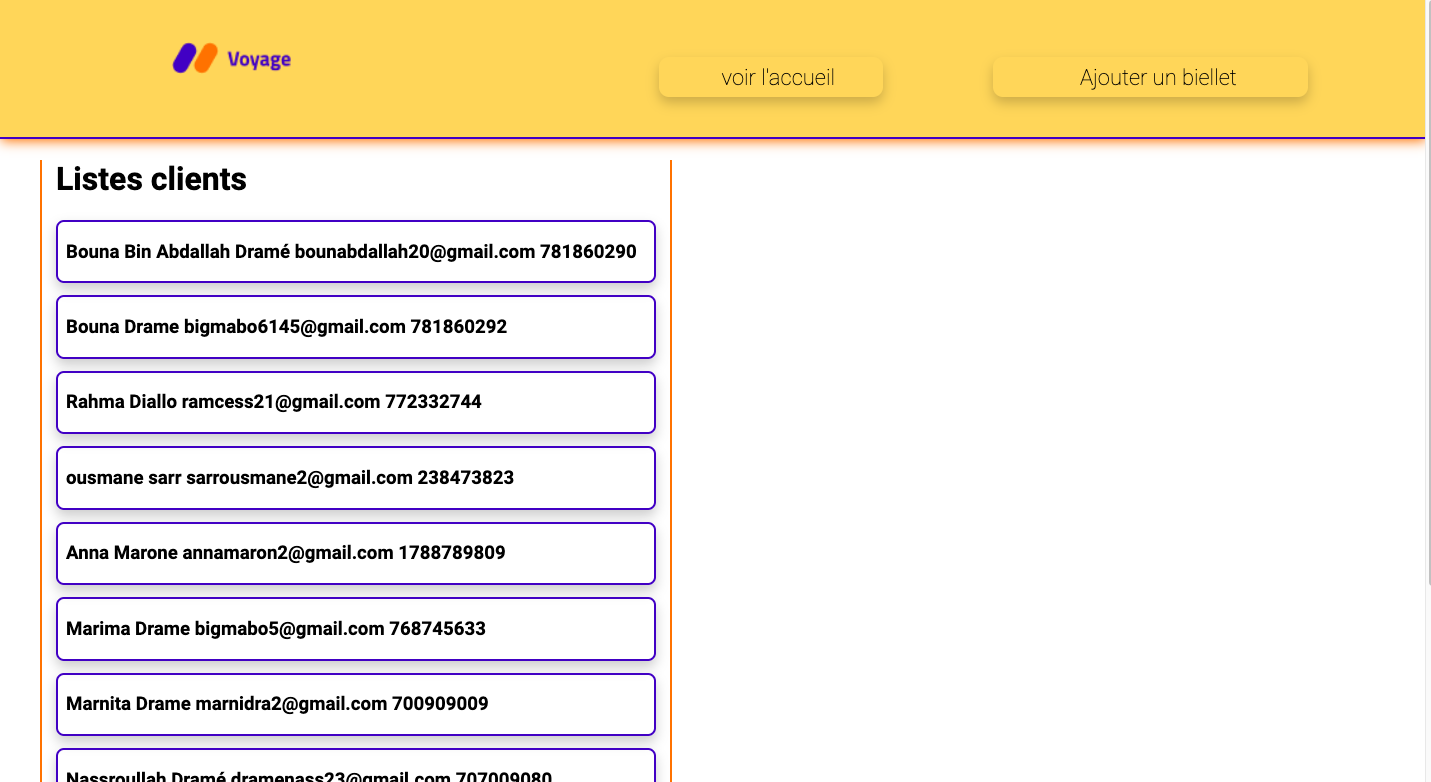 Voyage
voir l'accueil
Ajouter un biellet
Listes clients
Bouna Bin Abdallah Dramé bounabdallah20@gmail.com 781860290
Bouna Drame bigmabo6145@gmail.com 781860292
Rahma Diallo ramcess21@gmail.com 772332744
ousmane sarr sarrousmane2@gmail.com 238473823
Anna Marone annamaron2@gmail.com 1788789809
Marima Drame bigmabo5@gmail.com 768745633
Marnita Drame marnidra2@gmail.com 700909009
Nassroullah Dramé dramenass23@gmail.com 707009080